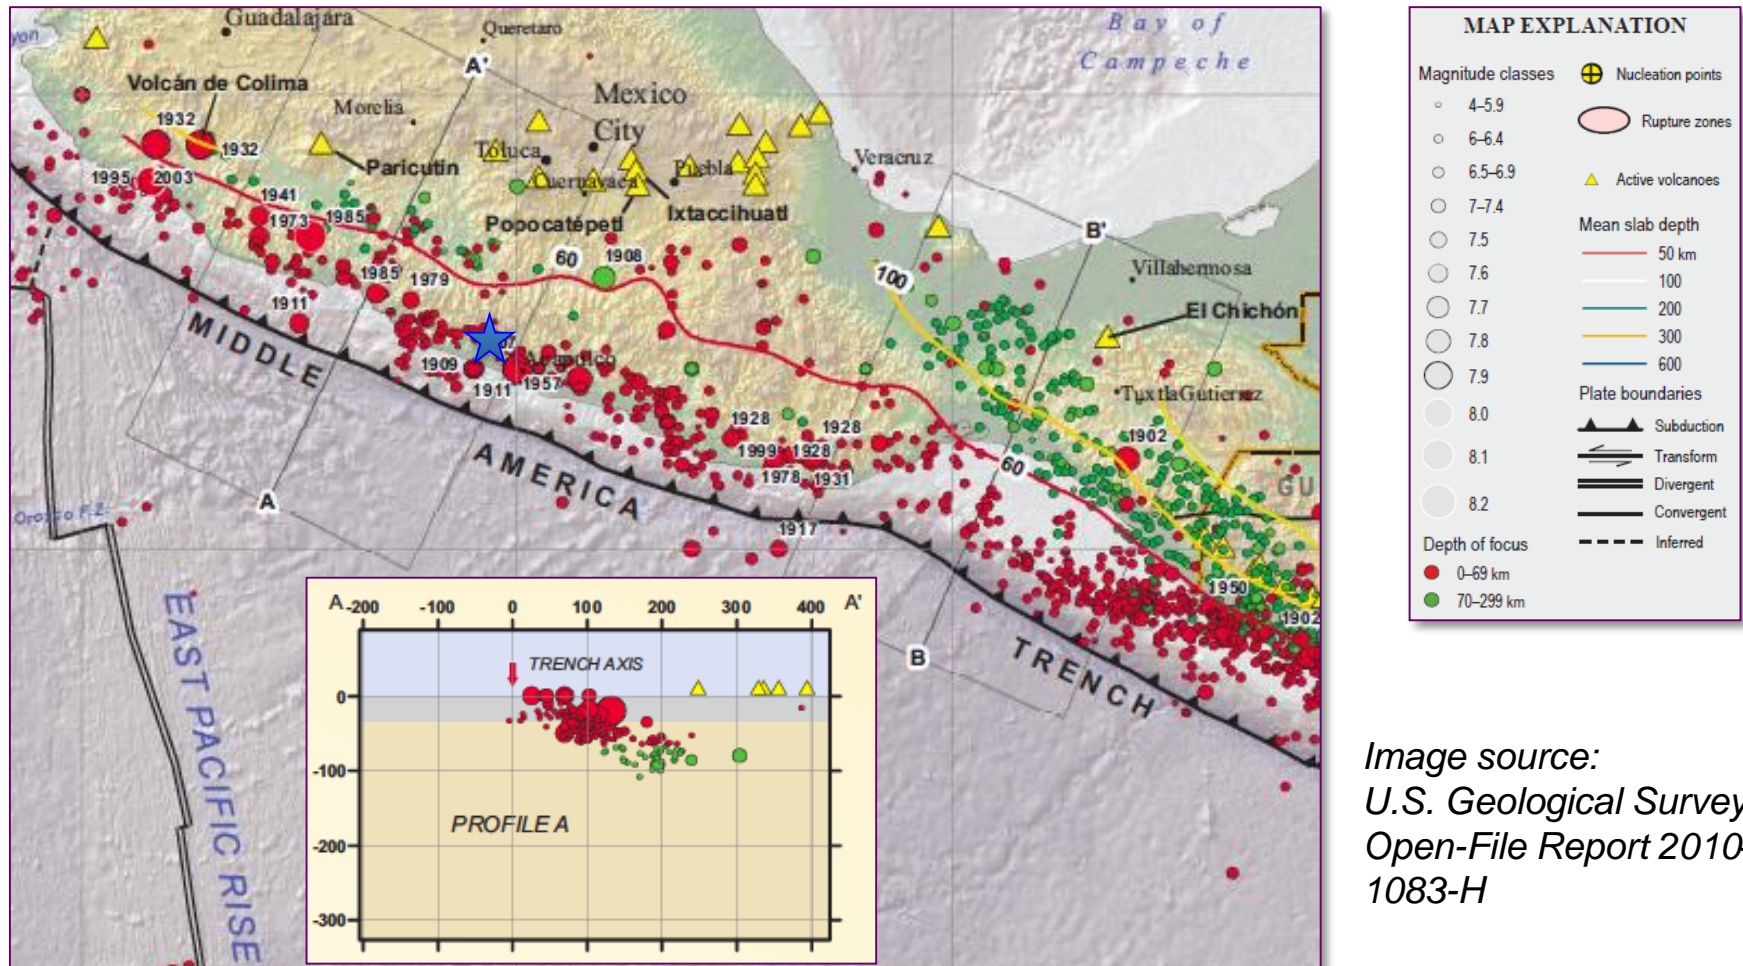 Guadalajara
Queretaro
Bay of
Campeche
yon
A'
Volcán de Colima
Morelia
Mexico
City
1932
1932
Paricutin
Toluca
Puebla
Veracruz
Cuernavaca
1995
2003
1941
1973
1985
Popocatépetl
Ixtaccihuatl
B'
1908
60
100
Villahermosa
1985
1979
El Chichón
1911
MIDDLE
Acapulco
1909
1911
1957
Tuxtla Gutierrez
1928
1928
1902
1999
1928
60
1978
1931
AMERICA
GU
A
Orozco F.Z.
1917
1950
1902
EAST PACIFIC RISE
B
TRENCH
A
-200
-100
0
100
200
300
400
A'
TRENCH AXIS
0
-100
PROFILE A
-200
-300
MAP EXPLANATION
Magnitude classes
4–5.9
6–6.4
6.5–6.9
7–7.4
7.5
7.6
7.7
7.8
7.9
8.0
8.1
8.2
Depth of focus
0–69 km
70–299 km
Nucleation points
Rupture zones
Active volcanoes
Mean slab depth
50 km
100
200
300
600
Plate boundaries
Subduction
Transform
Divergent
Convergent
Inferred
Image source:
U.S. Geological Survey
Open-File Report 2010-
1083-H